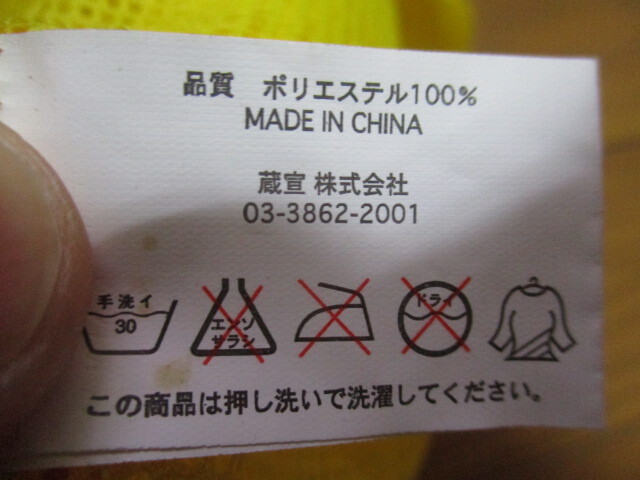 品質 ポリエステル100%
MADE IN CHINA
蔵宣 株式会社
03-3862-2001
手洗イ
30
エンソ
サラシ
ドライ
この商品は押し洗いで洗濯してください。